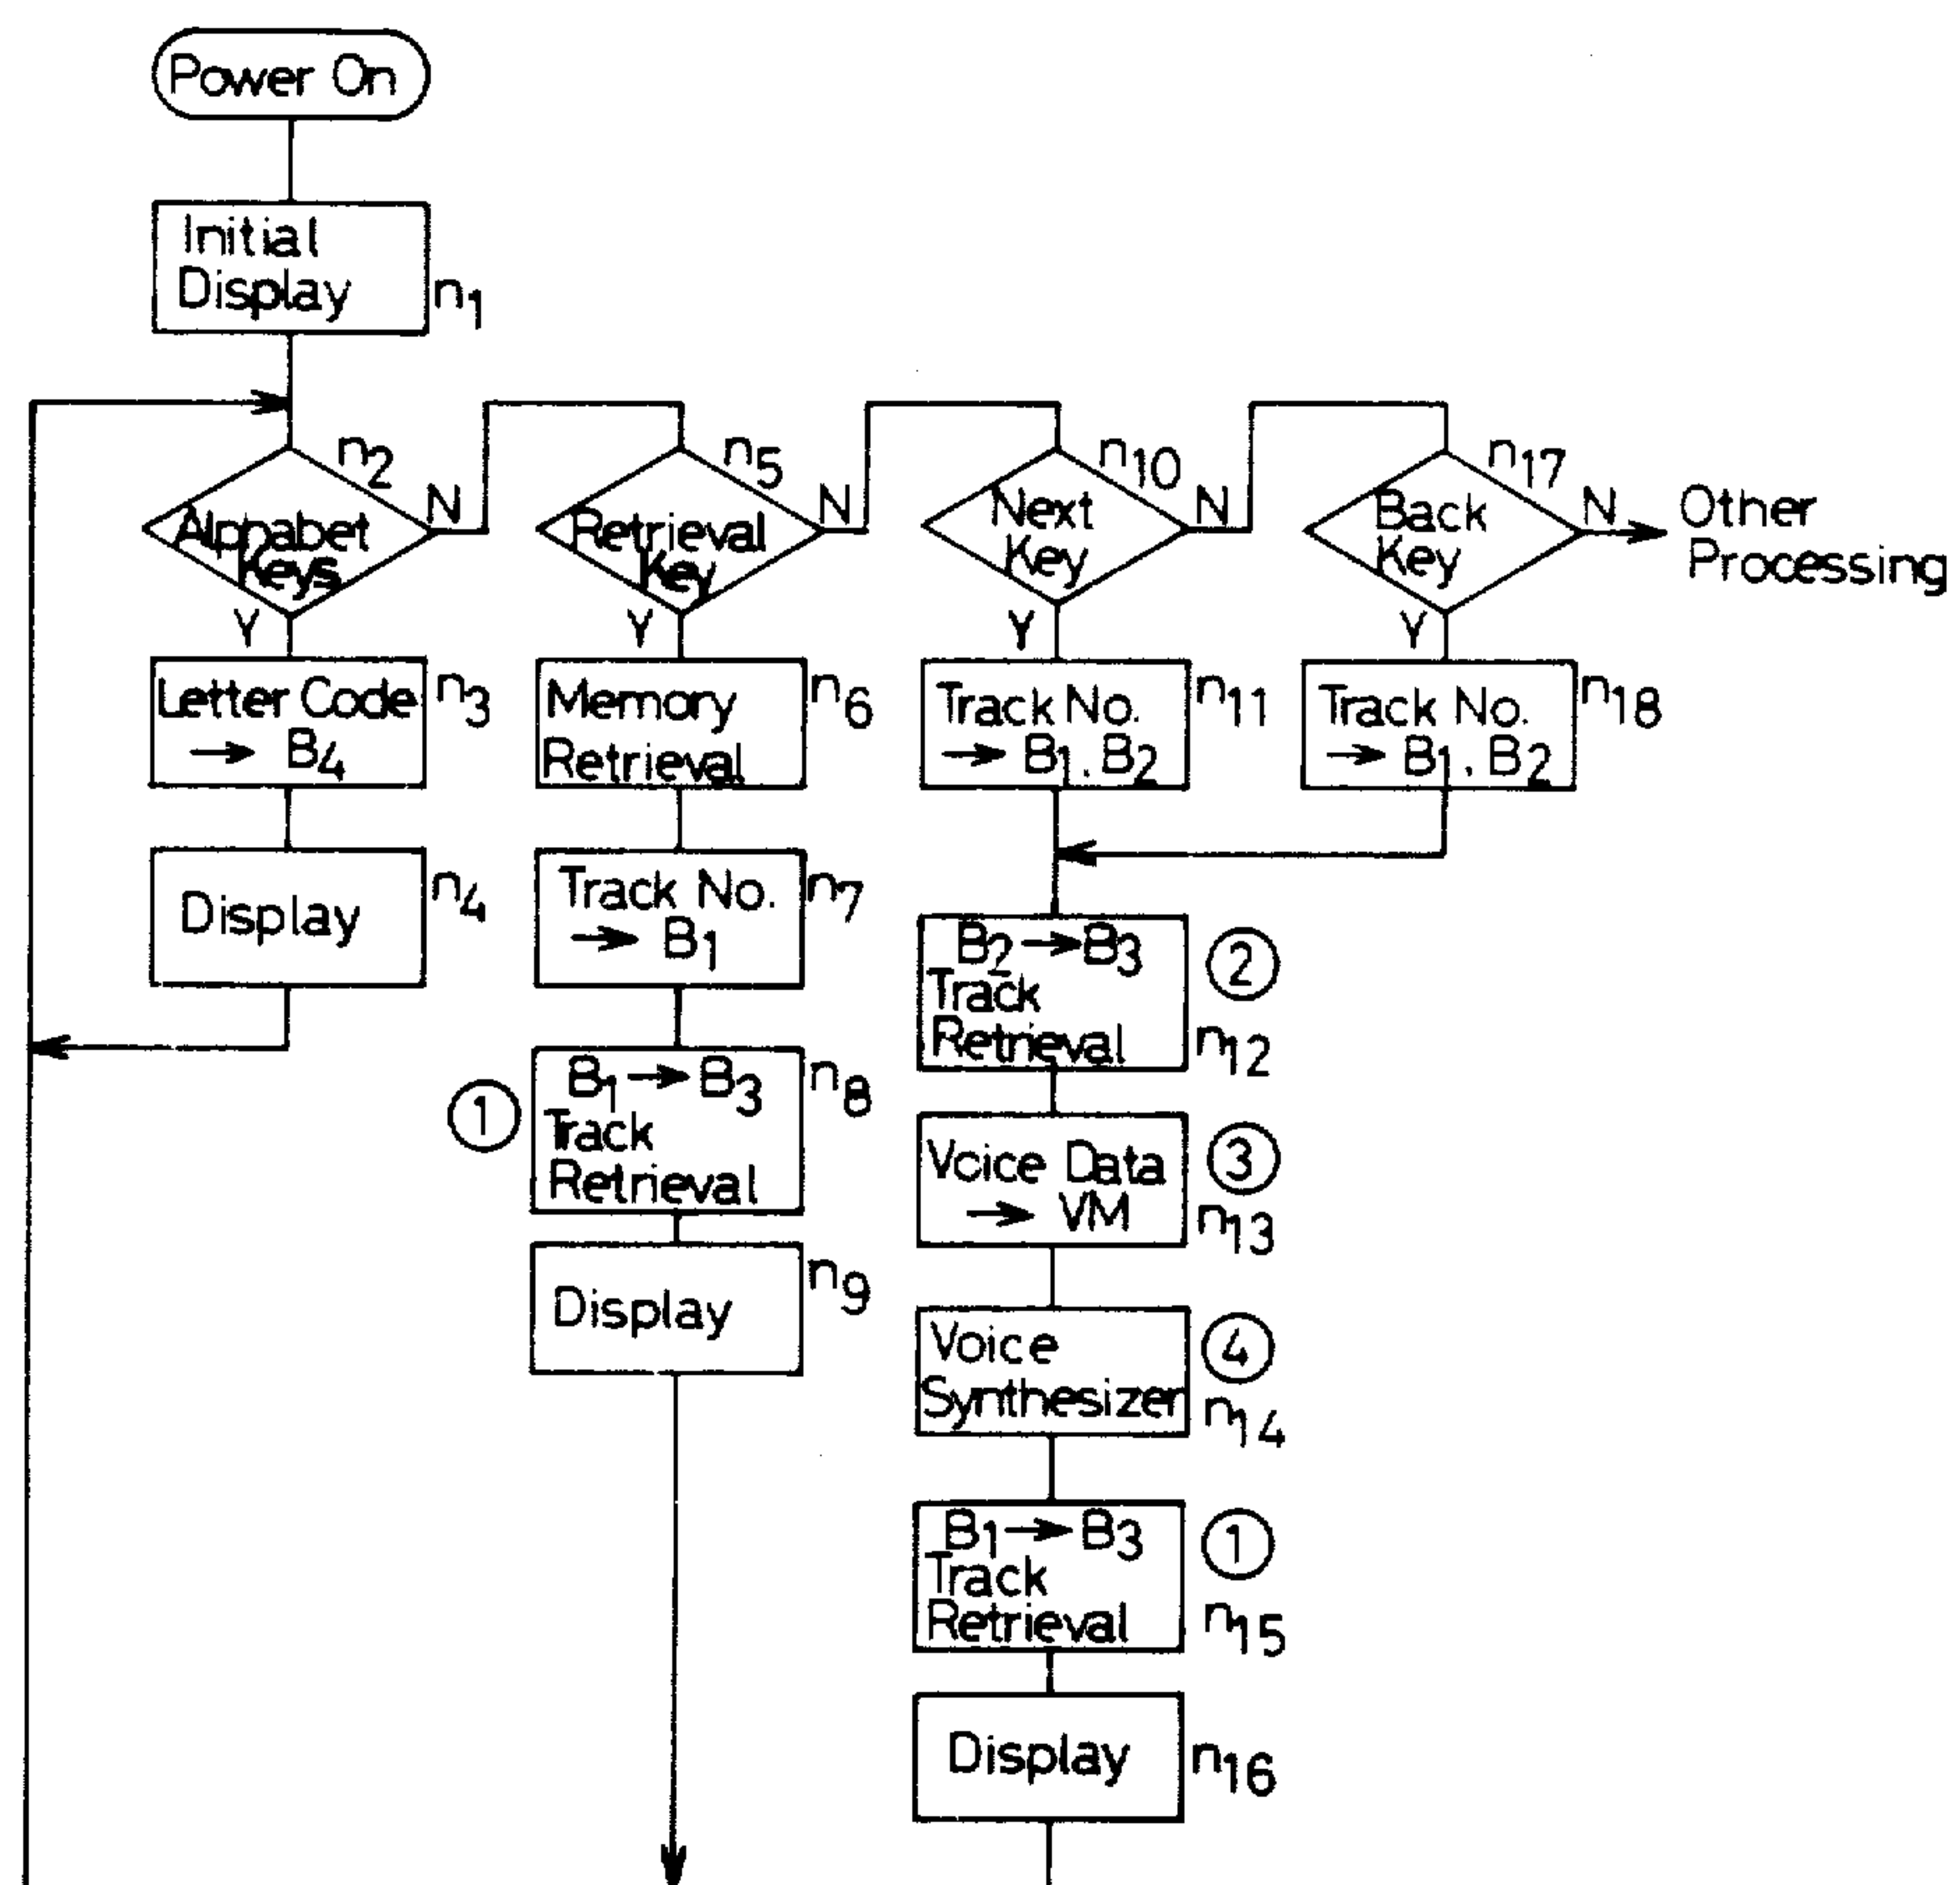 Power On
Initial
Display
n1
n2
Alphabet
Keys
N
Y
n5
Retrieval
Key
N
Y
n10
Next
Key
N
Y
n17
Back
Key
N
Y
Other
Processing
Letter Code
→ B4
n3
Memory
Retrieval
n6
Track No.
→ B1, B2
n11
Track No.
→ B1, B2
n18
Display
n4
Track No.
→ B1
n7
B2 → B3
Track
Retrieval
②
n12
①
B1 → B3
Track
Retrieval
n8
Voice Data
→ VM
③
n13
Display
n9
Voice
Synthesizer
④
n14
B1 → B3
Track
Retrieval
①
n15
Display
n16